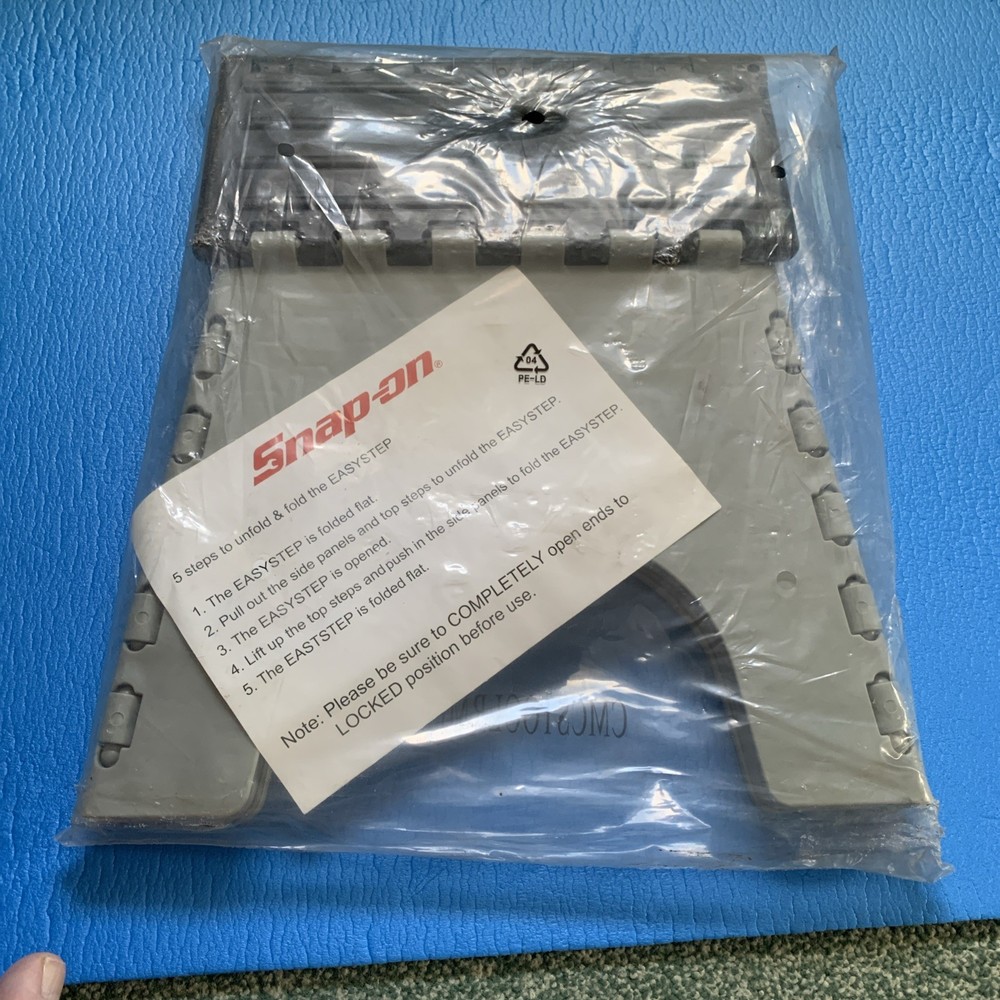 Snap-on®
04
PE-LD
5 steps to unfold & fold the EASYSTEP
1. The EASYSTEP is folded flat.
2. Pull out the side panels and top steps to unfold the EASYSTEP.
3. The EASYSTEP is opened.
4. Lift up the top steps and push in the side panels to fold the EASYSTEP.
5. The EASTSTEP is folded flat.
Note: Please be sure to COMPLETELY open ends to
LOCKED position before use.